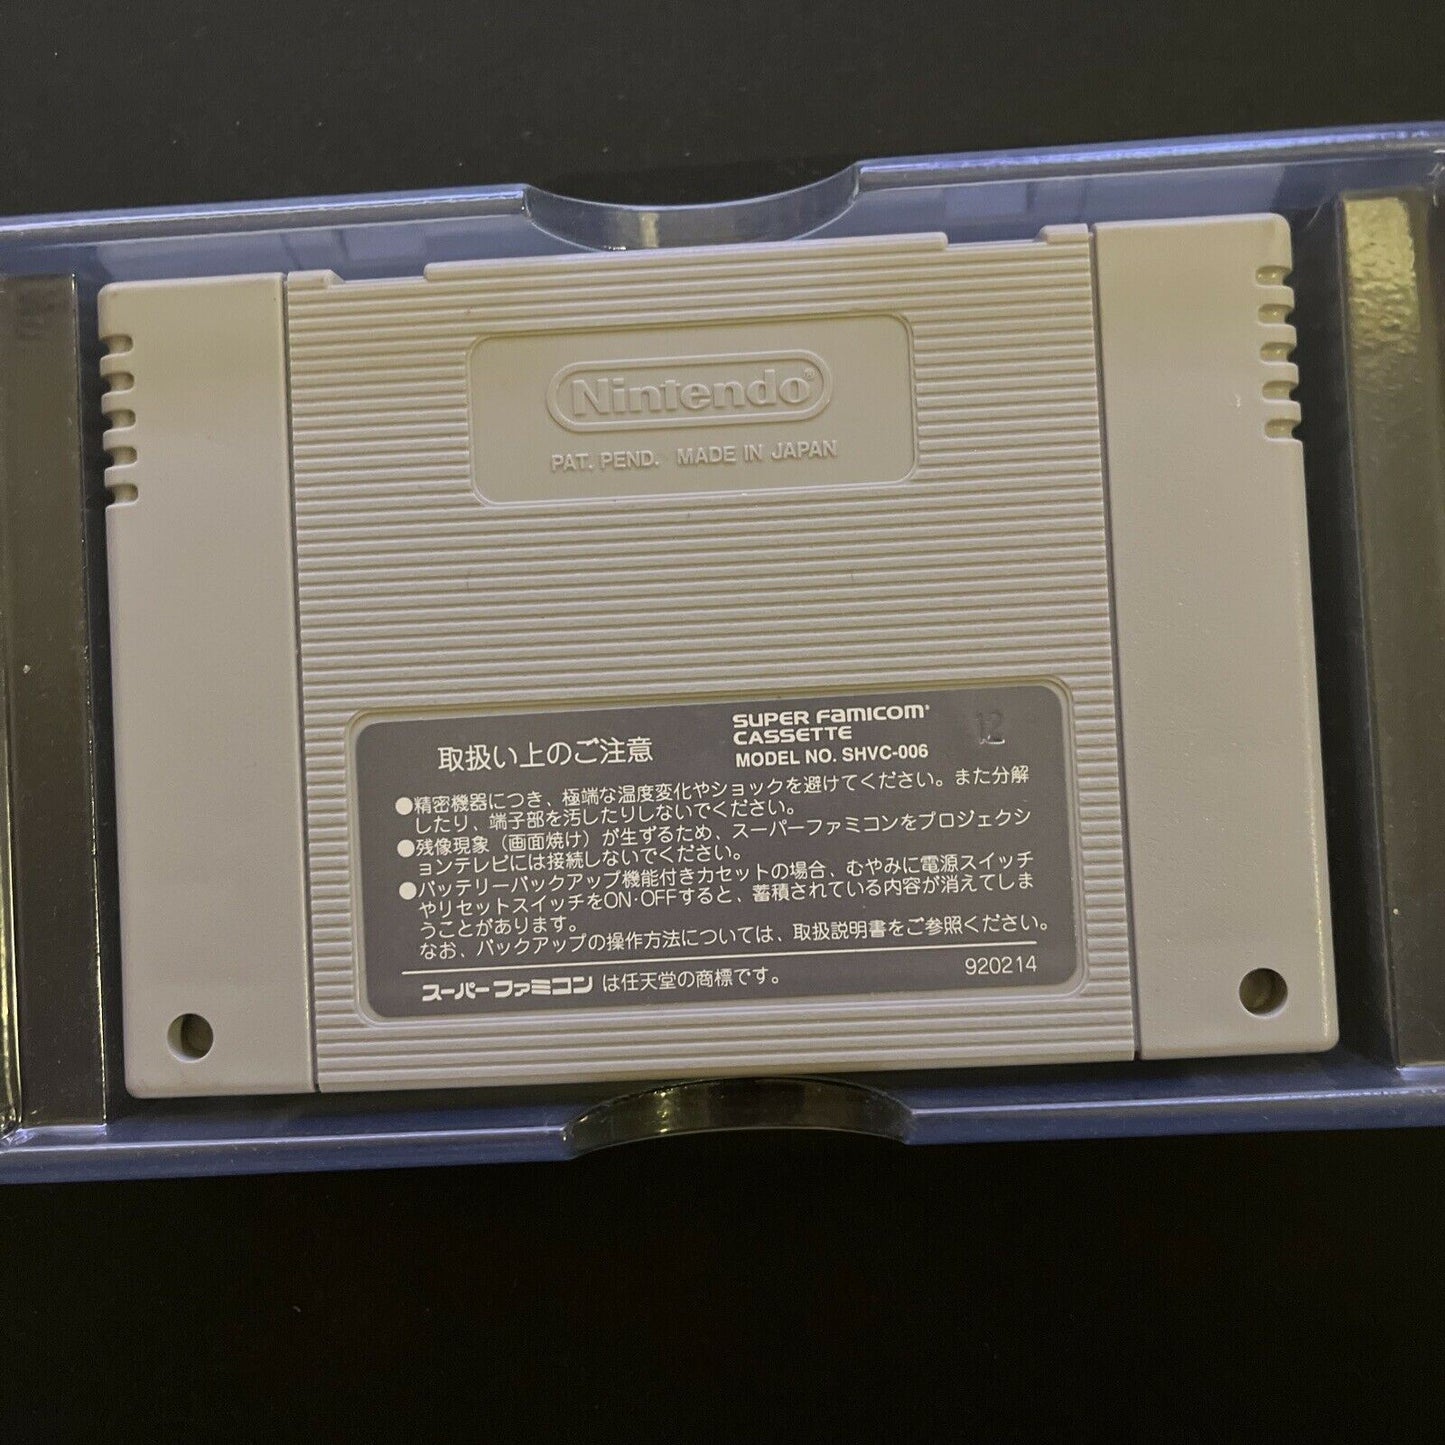 Nintendo
PAT. PEND. MADE IN JAPAN
取扱い上のご注意
SUPER FAMICOM
CASSETTE
MODEL NO. SHVC-006
12
●精密機器につき、極端な温度変化やショックを避けてください。また分解
したり、端子部を汚したりしないでください。
●残像現象（画面焼け）が生ずるため、スーパーファミコンをプロジェクシ
ョンテレビには接続しないでください。
●バッテリーバックアップ機能付きカセットの場合、むやみに電源スイッチ
やリセットスイッチをON・OFFすると、蓄積されている内容が消えてしま
うことがあります。
なお、バックアップの操作方法については、取扱説明書をご参照ください。
スーパーファミコンは任天堂の商標です。
920214